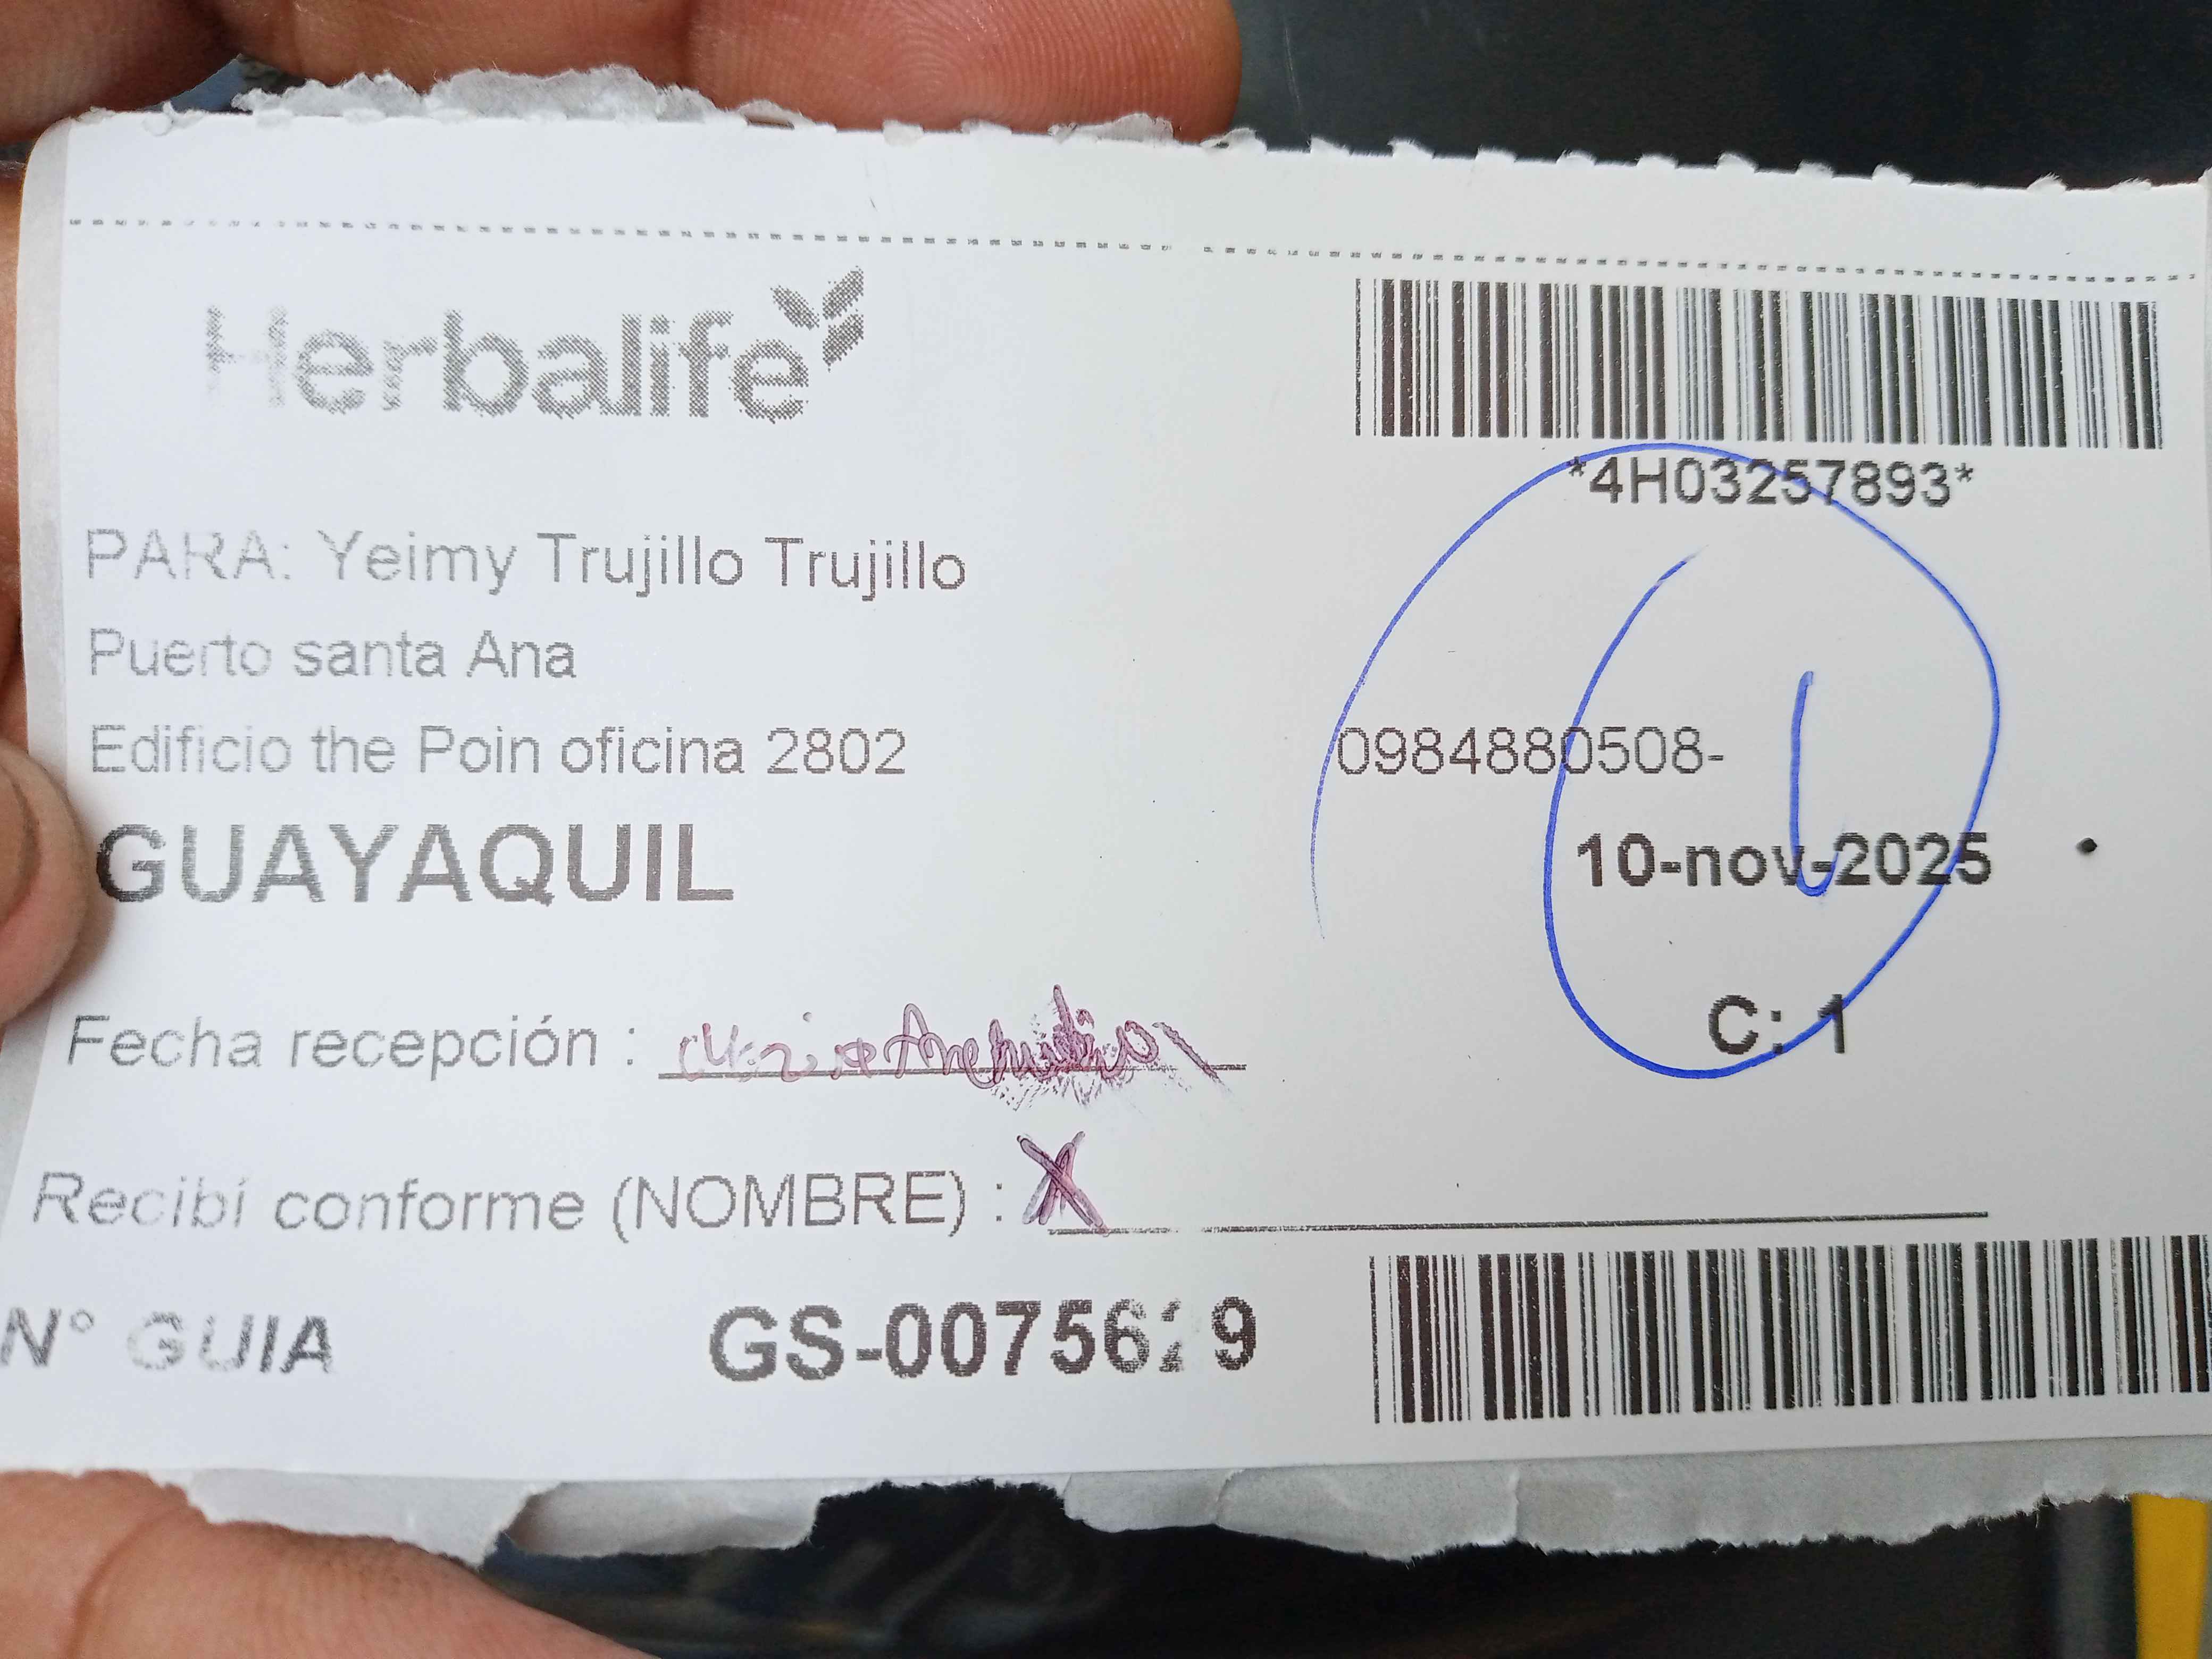 Herbalife
*4H03257893*
PARA: Yeimy Trujillo Trujillo
Puerto santa Ana
Edificio the Poin oficina 2802
0984880508-
GUAYAQUIL
10-nov-2025
C: 1
Fecha recepción :
Recibí conforme (NOMBRE) : X
N° GUIA